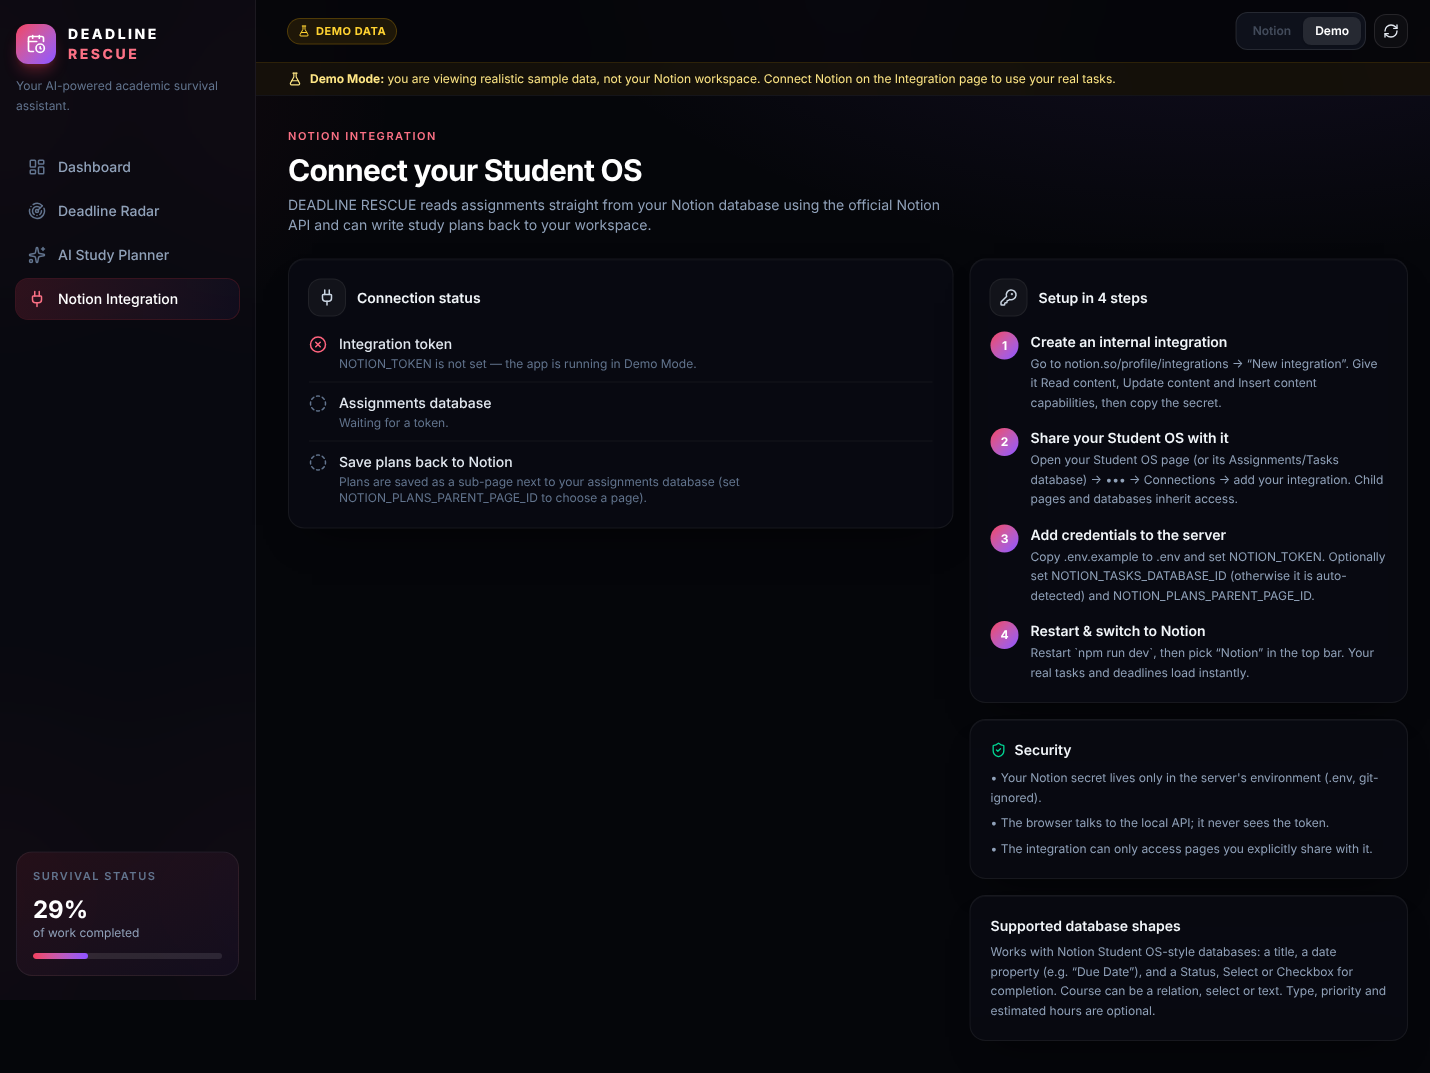 DEADLINE
RESCUE
Your AI-powered academic survival
assistant.
Dashboard
Deadline Radar
AI Study Planner
Notion Integration
SURVIVAL STATUS
29%
of work completed
DEMO DATA
Notion
Demo
Demo Mode: you are viewing realistic sample data, not your Notion workspace. Connect Notion on the Integration page to use your real tasks.
NOTION INTEGRATION
Connect your Student OS
DEADLINE RESCUE reads assignments straight from your Notion database using the official Notion
API and can write study plans back to your workspace.
Connection status
Integration token
NOTION_TOKEN is not set — the app is running in Demo Mode.
Assignments database
Waiting for a token.
Save plans back to Notion
Plans are saved as a sub-page next to your assignments database (set
NOTION_PLANS_PARENT_PAGE_ID to choose a page).
Setup in 4 steps
1
Create an internal integration
Go to notion.so/profile/integrations → “New integration”. Give
it Read content, Update content and Insert content
capabilities, then copy the secret.
2
Share your Student OS with it
Open your Student OS page (or its Assignments/Tasks
database) → ••• → Connections → add your integration. Child
pages and databases inherit access.
3
Add credentials to the server
Copy .env.example to .env and set NOTION_TOKEN. Optionally
set NOTION_TASKS_DATABASE_ID (otherwise it is auto-
detected) and NOTION_PLANS_PARENT_PAGE_ID.
4
Restart & switch to Notion
Restart `npm run dev`, then pick “Notion” in the top bar. Your
real tasks and deadlines load instantly.
Security
• Your Notion secret lives only in the server's environment (.env, git-
ignored).
• The browser talks to the local API; it never sees the token.
• The integration can only access pages you explicitly share with it.
Supported database shapes
Works with Notion Student OS-style databases: a title, a date
property (e.g. “Due Date”), and a Status, Select or Checkbox for
completion. Course can be a relation, select or text. Type, priority and
estimated hours are optional.